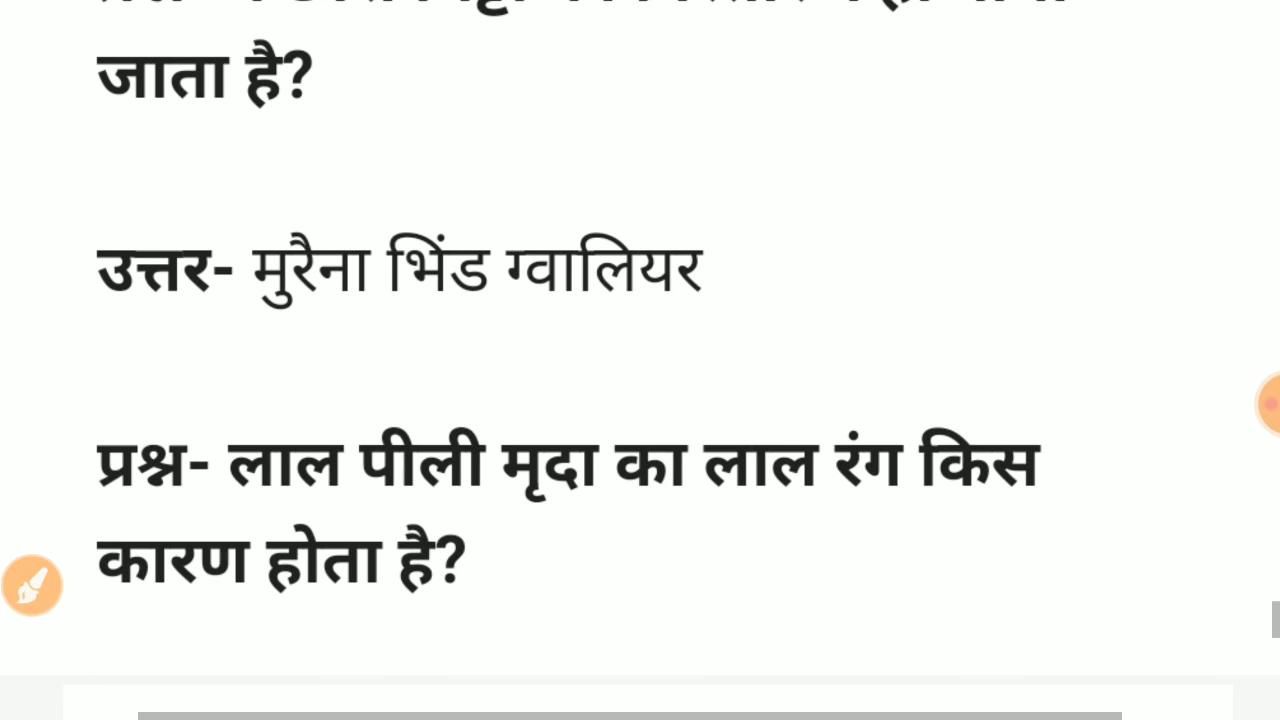 जाता है?
उत्तर- मुरैना भिंड ग्वालियर
प्रश्न- लाल पीली मृदा का लाल रंग किस
कारण होता है?